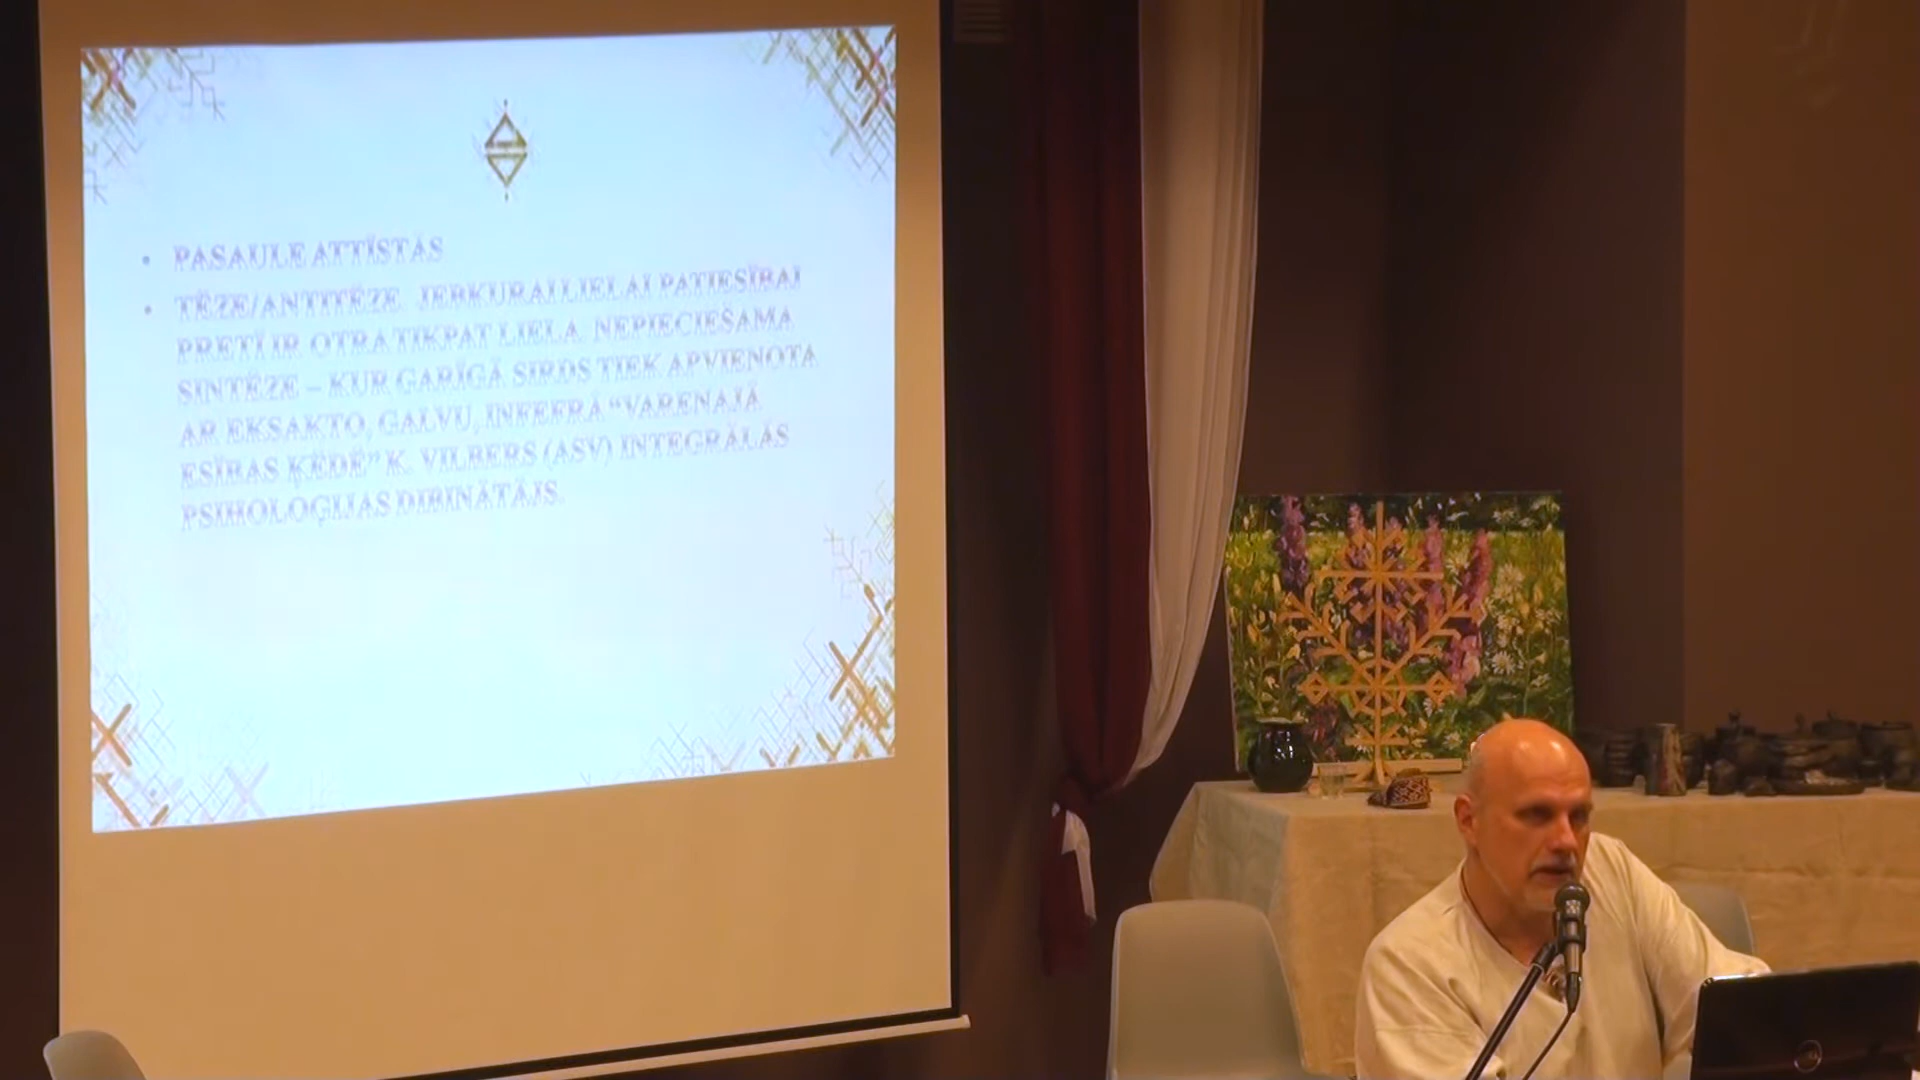 • PASAULE ATTĪSTĀS
• TĒZE/ANTITĒZE. JEBKURAI LIELAI PATIESĪBAI
PRETĪ IR OTRA TIKPAT LIELA. NEPIECIEŠAMA
SINTĒZE – KUR GARĪGĀ SIRDS TIEK APVIENOTA
AR EKSAKTO, GALVU, INFEFRĀ “VARENAJĀ
ESĪBAS ĶĒDĒ” K. VILBERS (ASV) INTEGRĀLĀS
PSIHOLOĢIJAS DIBINĀTĀJS.